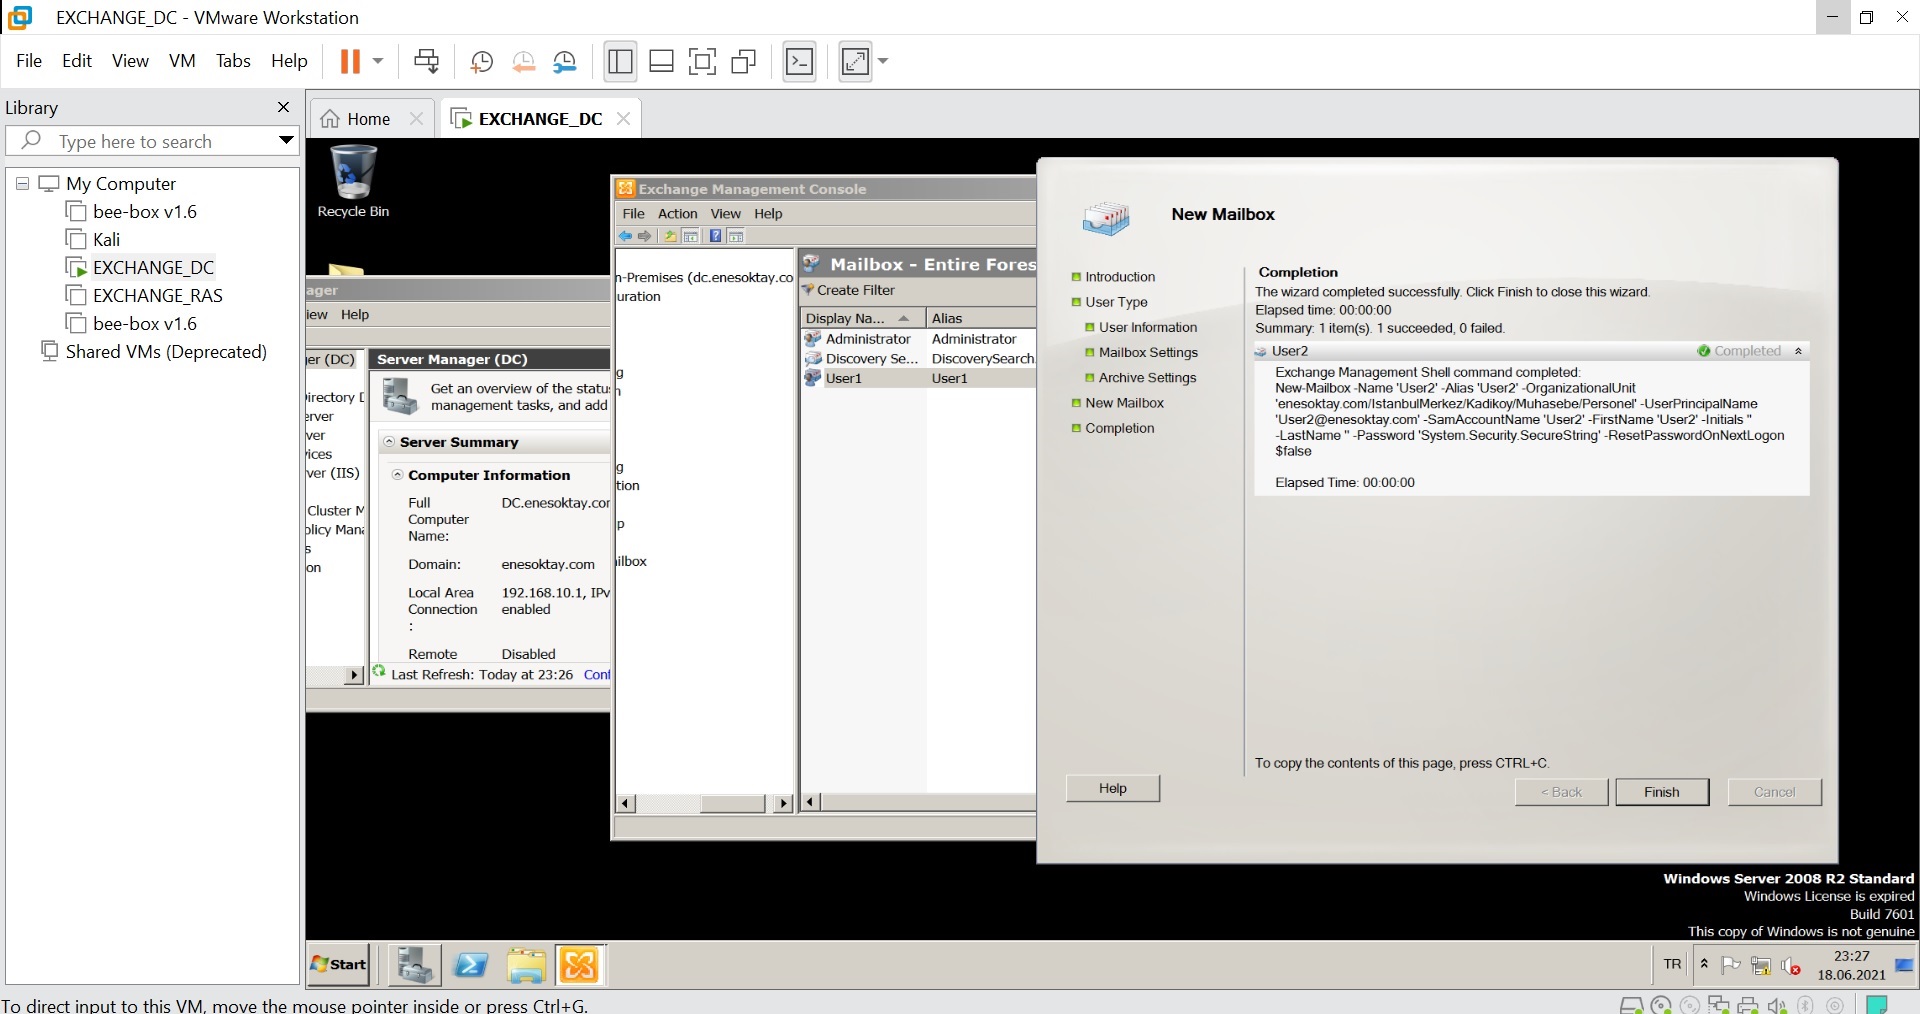 EXCHANGE_DC - VMware Workstation
File Edit View VM Tabs Help
Library
Home
EXCHANGE_DC
Type here to search
My Computer
bee-box v1.6
Kali
EXCHANGE_DC
EXCHANGE_RAS
bee-box v1.6
Shared VMs (Deprecated)
Recycle Bin
ager
iew Help
er (DC)
irectory D
erver
ver
vices
ver (IIS)
Cluster M
olicy Mana
s
on
Server Manager (DC)
Get an overview of the status
management tasks, and add
Server Summary
Computer Information
Full Computer Name:
DC.enesoktay.com
Domain:
enesoktay.com
Local Area Connection :
192.168.10.1, IPv
enabled
Remote
Disabled
Last Refresh: Today at 23:26 Conf
Exchange Management Console
File Action View Help
n-Premises (dc.enesoktay.co
uration
g
n
g
tion
p
ilbox
Mailbox - Entire Fores
Create Filter
Display Na... Alias
Administrator Administrator
Discovery Se... DiscoverySearch
User1 User1
New Mailbox
Introduction
User Type
User Information
Mailbox Settings
Archive Settings
New Mailbox
Completion
Completion
The wizard completed successfully. Click Finish to close this wizard.
Elapsed time: 00:00:00
Summary: 1 item(s). 1 succeeded, 0 failed.
User2 Completed
Exchange Management Shell command completed:
New-Mailbox -Name 'User2' -Alias 'User2' -OrganizationalUnit
'enesoktay.com/IstanbulMerkez/Kadikoy/Muhasebe/Personel' -UserPrincipalName
'User2@enesoktay.com' -SamAccountName 'User2' -FirstName 'User2' -Initials ''
-LastName '' -Password 'System.Security.SecureString' -ResetPasswordOnNextLogon
$false
Elapsed Time: 00:00:00
To copy the contents of this page, press CTRL+C.
Help
< Back Finish Cancel
Windows Server 2008 R2 Standard
Windows License is expired
Build 7601
This copy of Windows is not genuine
Start
TR
23:27
18.06.2021
To direct input to this VM, move the mouse pointer inside or press Ctrl+G.